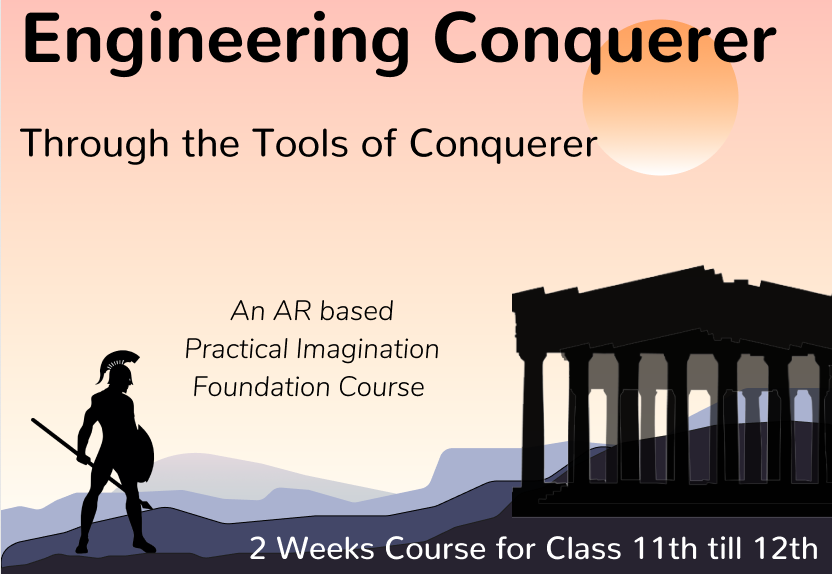 Engineering Conquerer
Through the Tools of Conquerer
An AR based
Practical Imagination
Foundation Course
2 Weeks Course for Class 11th till 12th